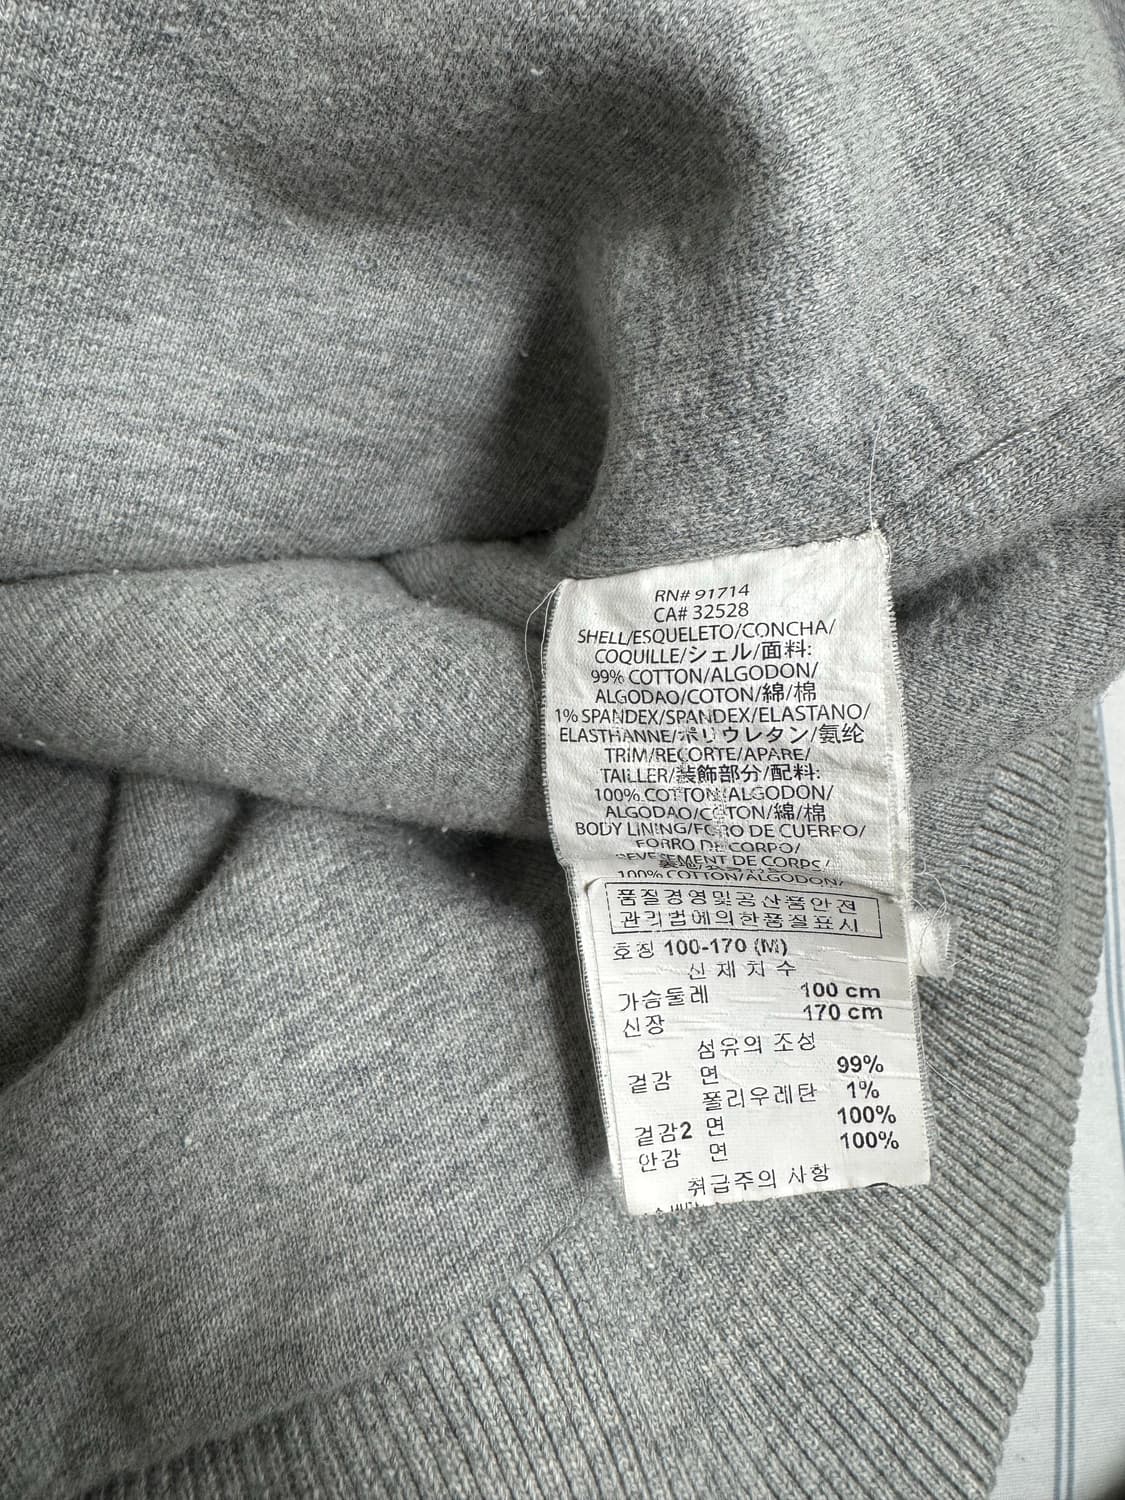 RN# 91714
CA# 32528
SHELL/ESQUELETO/CONCHA/
COQUILLE/シェル/面料:
99% COTTON/ALGODON/
ALGODAO/COTON/綿/棉
1% SPANDEX/SPANDEX/ELASTANO/
ELASTHANNE/ポリウレタン/氨纶
TRIM/RECORTE/APARE/
TAILLER/装飾部分/配料:
100% COTTON/ALGODON/
ALGODAO/COTON/綿/棉
BODY LINING/FORRO DE CUERPO/
FORRO DE CORPO/
DE CORPS/
100% COTTON/ALGODON/
품질경영및공산품안전
관리법에의한품질표시
호칭 100-170 (M)
신체치수
가슴둘레 100 cm
신장 170 cm
섬유의 조성
겉감 면 99%
폴리우레탄 1%
겉감2 면 100%
안감 면 100%
취급주의 사항